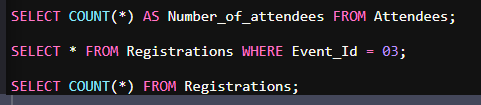 SELECT COUNT(*) AS Number_of_attendees FROM Attendees;
SELECT * FROM Registrations WHERE Event_Id = 03;
SELECT COUNT(*) FROM Registrations;